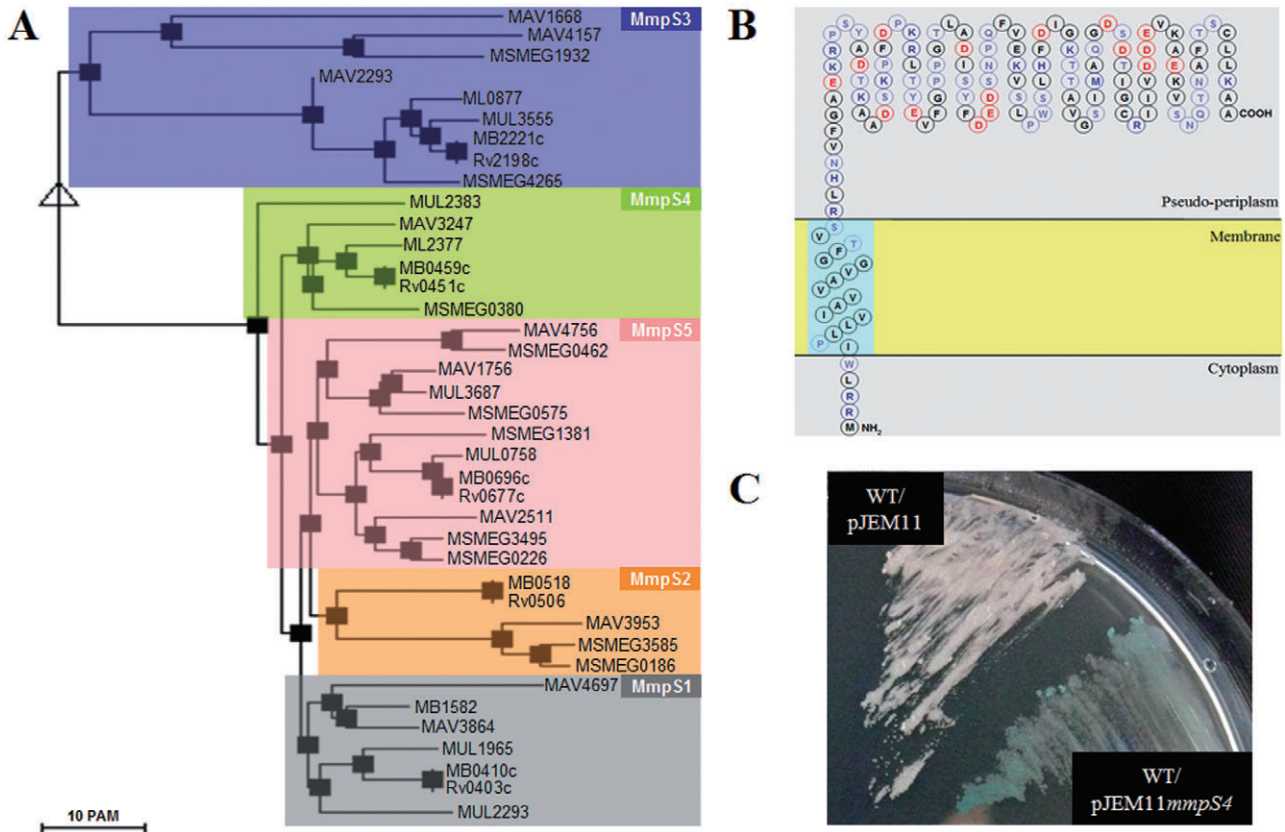 A
MmpS3
MAV1668
MAV4157
MSMEG1932
MAV2293
ML0877
MUL3555
MB2221c
Rv2198c
MSMEG4265
MmpS4
MUL2383
MAV3247
ML2377
MB0459c
Rv0451c
MSMEG0380
MmpS5
MAV4756
MSMEG0462
MAV1756
MUL3687
MSMEG0575
MSMEG1381
MUL0758
MB0696c
Rv0677c
MAV2511
MSMEG3495
MSMEG0226
MmpS2
MB0518
Rv0506
MAV3953
MSMEG3585
MSMEG0186
MmpS1
MAV4697
MB1582
MAV3864
MUL1965
MB0410c
Rv0403c
MUL2293
10 PAM
B
COOH
Pseudo-periplasm
Membrane
Cytoplasm
NH2
C
WT/
pJEM11
WT/
pJEM11mmpS4